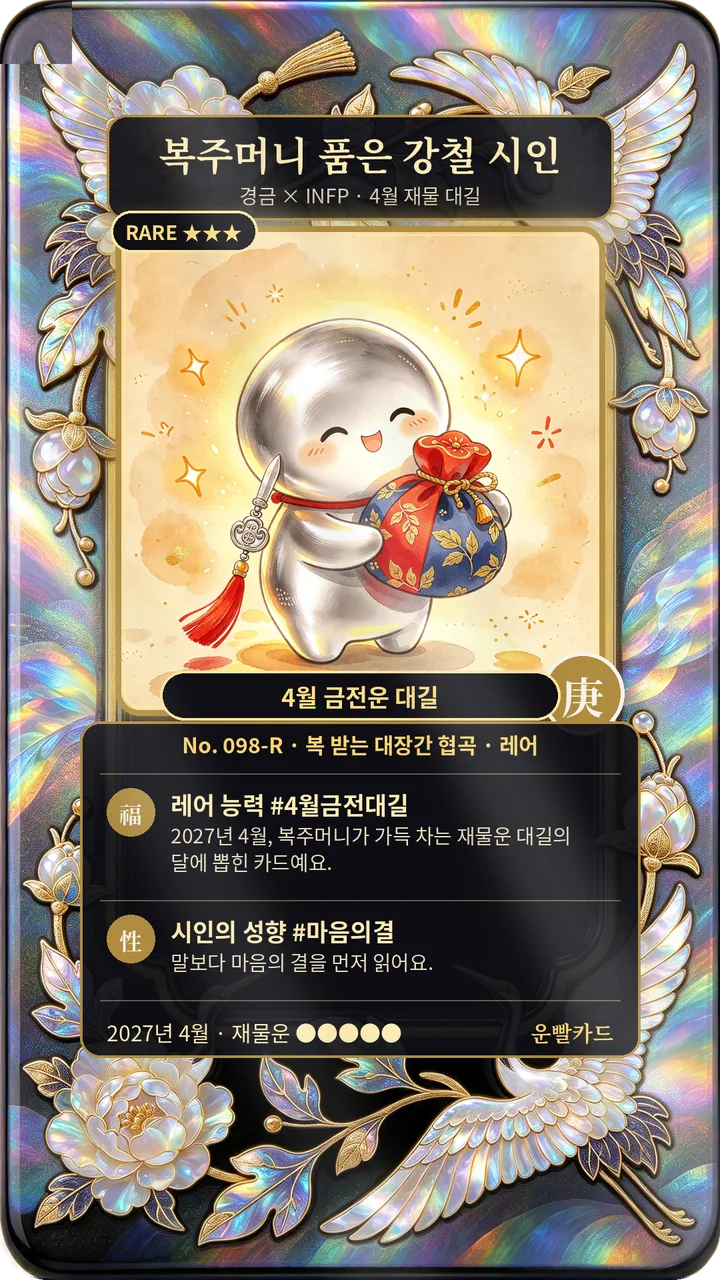 복주머니 품은 강철 시인
경금 × INFP · 4월 재물 대길
RARE ★★★
4월 금전운 대길
庚
No. 098-R · 복 받는 대장간 협곡 · 레어
福
레어 능력 #4월금전대길
2027년 4월, 복주머니가 가득 차는 재물운 대길의
달에 뽑힌 카드예요.
性
시인의 성향 #마음의결
말보다 마음의 결을 먼저 읽어요.
2027년 4월 · 재물운 ●●●●●
운빨카드